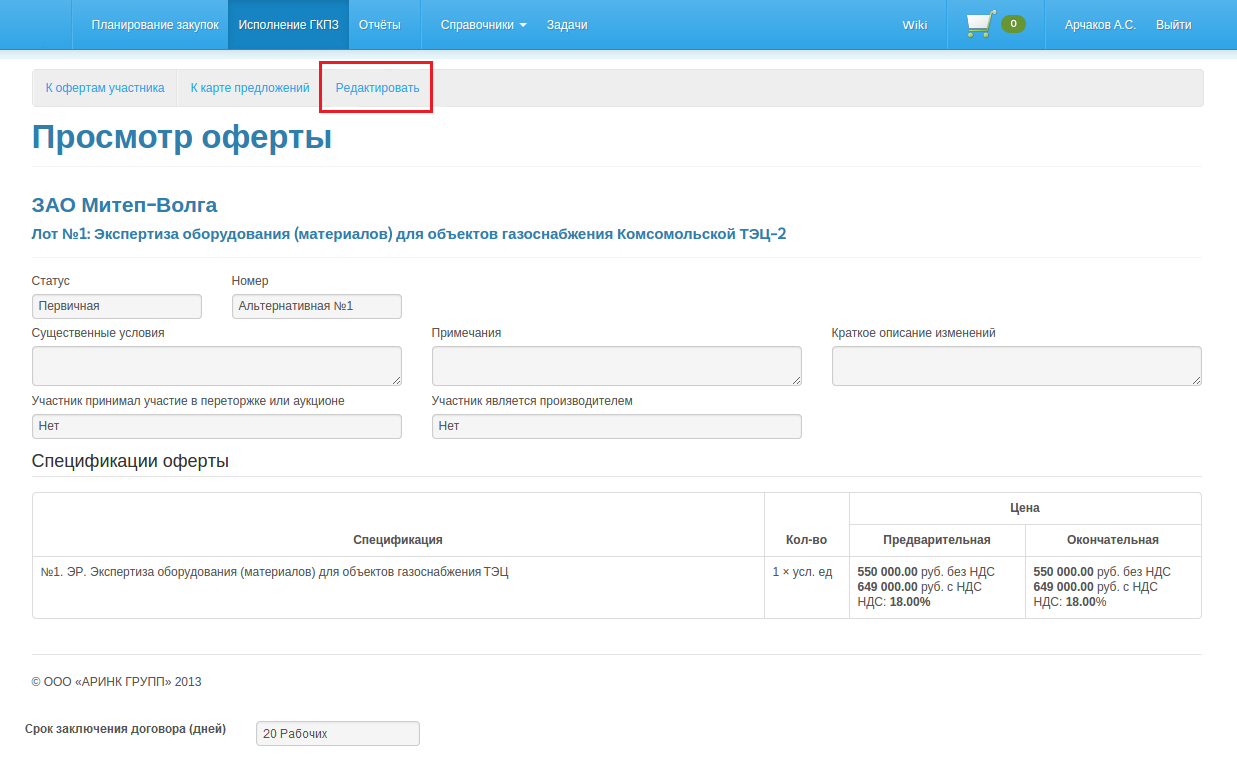 Планирование закупок Исполнение ГКПЗ Отчёты Справочники Задачи Wiki 0 Арчаков А.С. Выйти
К офертам участника К карте предложений Редактировать
Просмотр оферты
ЗАО Митеп-Волга
Лот №1: Экспертиза оборудования (материалов) для объектов газоснабжения Комсомольской ТЭЦ-2
Статус Номер
Первичная Альтернативная №1
Существенные условия Примечания Краткое описание изменений
Участник принимал участие в переторжке или аукционе Участник является производителем
Нет Нет
Спецификации оферты
Цена
Спецификация Кол-во Предварительная Окончательная
№1. ЭР. Экспертиза оборудования (материалов) для объектов газоснабжения ТЭЦ 1 × усл. ед 550 000.00 руб. без НДС 550 000.00 руб. без НДС
649 000.00 руб. с НДС 649 000.00 руб. с НДС
НДС: 18.00% НДС: 18.00%
© ООО «АРИНК ГРУПП» 2013
Срок заключения договора (дней) 20 Рабочих